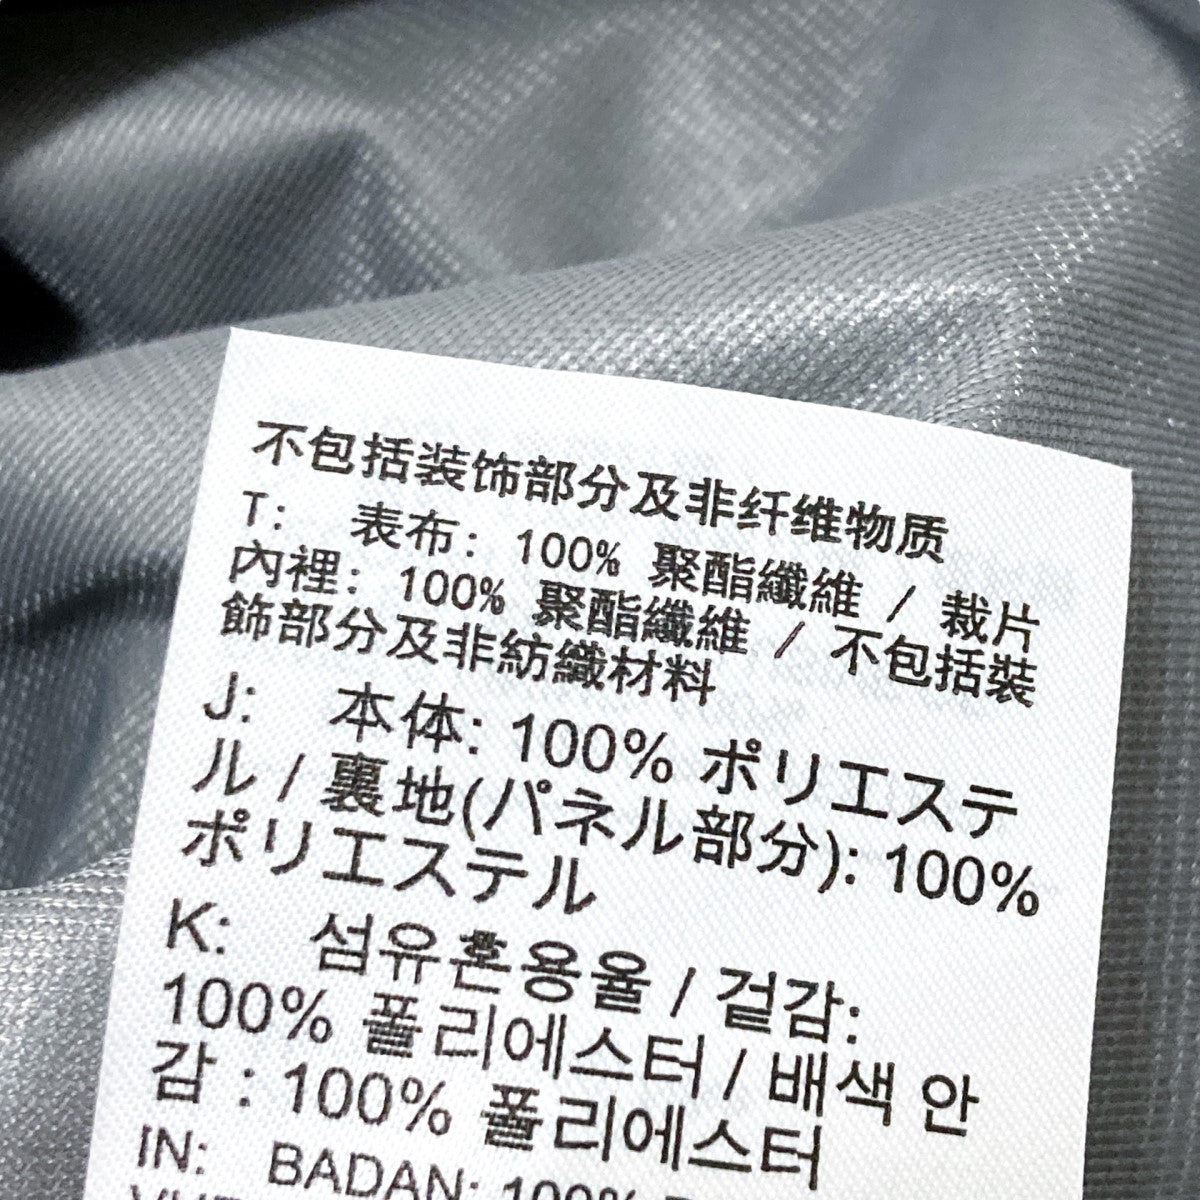 不包括装饰部分及非纤维物质
T: 表布: 100% 聚酯纖維 / 裁片
內裡: 100% 聚酯纖維 / 不包括裝
飾部分及非紡織材料
J: 本体: 100% ポリエステ
ル / 裏地(パネル部分): 100%
ポリエステル
K: 섬유혼용율 / 겉감:
100% 폴리에스터 / 배색 안
감 : 100% 폴리에스터
IN: BADAN: 100%